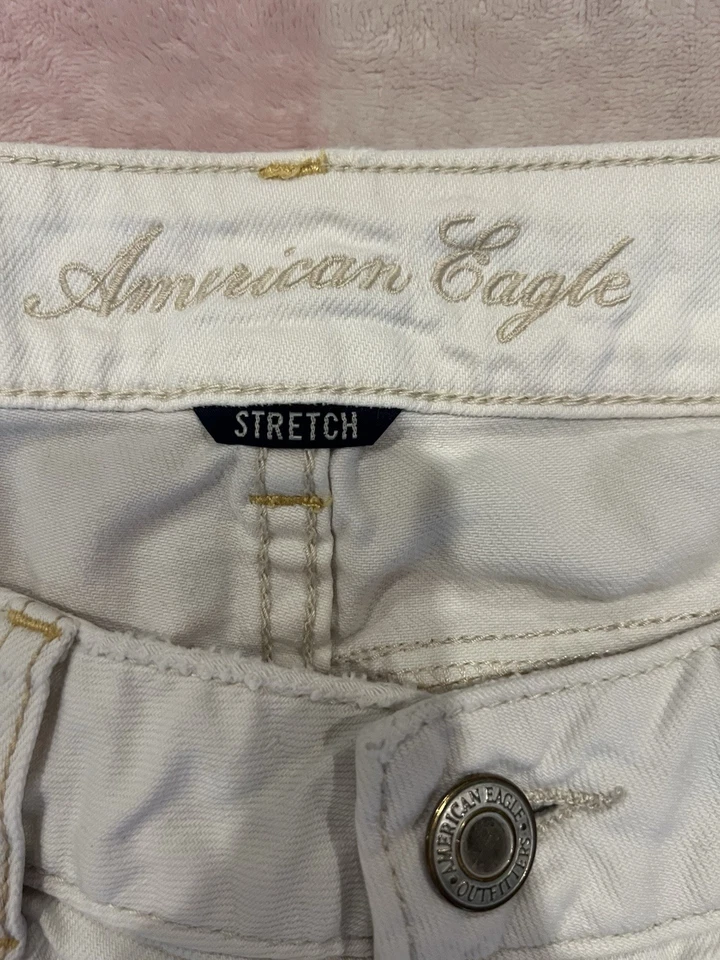 American Eagle
STRETCH
AMERICAN EAGLE
• OUTFITTERS •